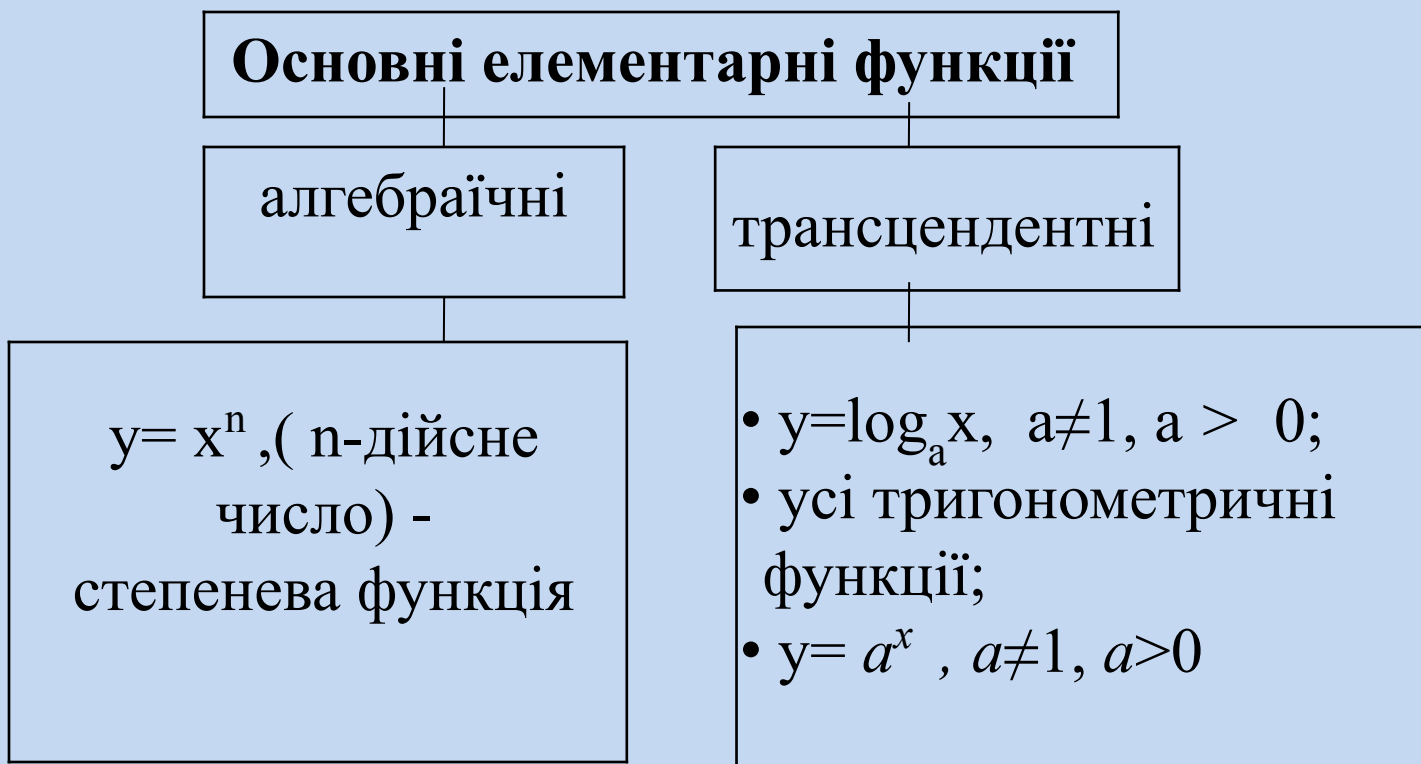 Основні елементарні функції
алгебраїчні
трансцендентні
y= xⁿ ,( n-дійсне
число) -
степенева функція
• y=logₐx, a≠1, a > 0;
• усі тригонометричні
функції;
• y= aˣ , a≠1, a>0